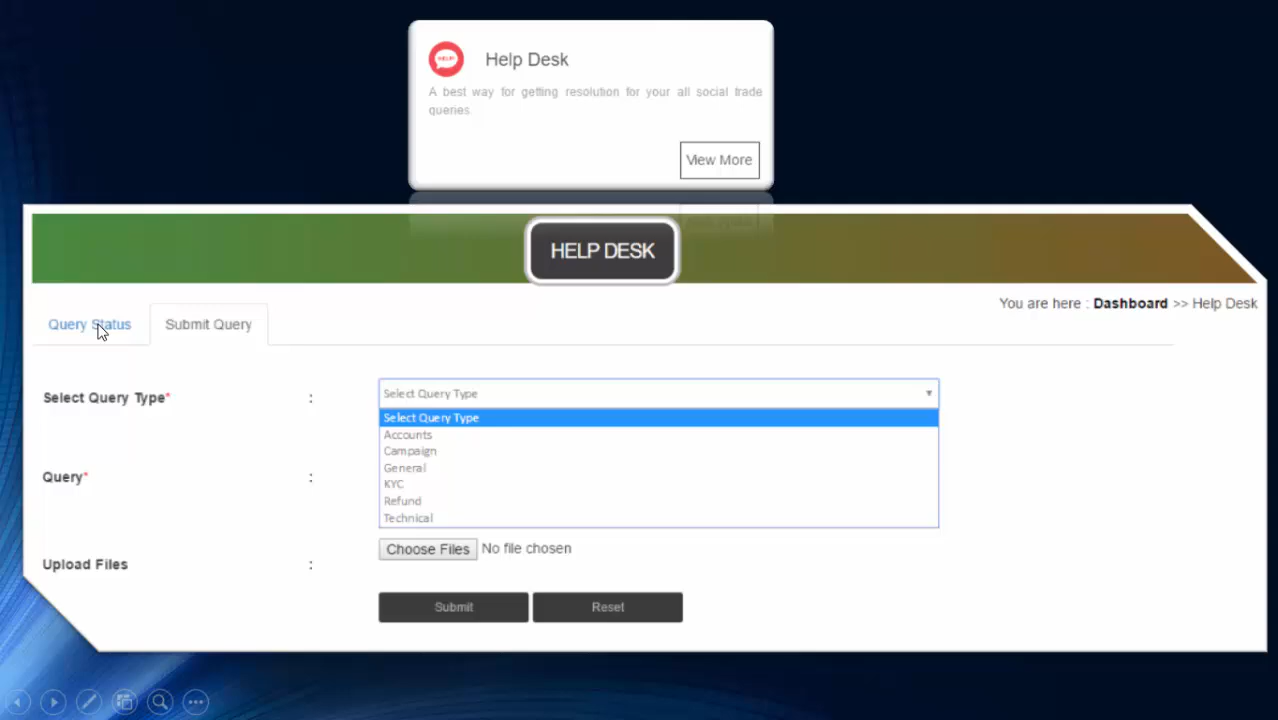 HELP!
Help Desk
A best way for getting resolution for your all social trade
queries
View More
HELP DESK
You are here : Dashboard >> Help Desk
Query Status
Submit Query
Select Query Type* :
Select Query Type
Select Query Type
Accounts
Campaign
General
KYC
Refund
Technical
Query* :
Upload Files :
Choose Files No file chosen
Submit
Reset